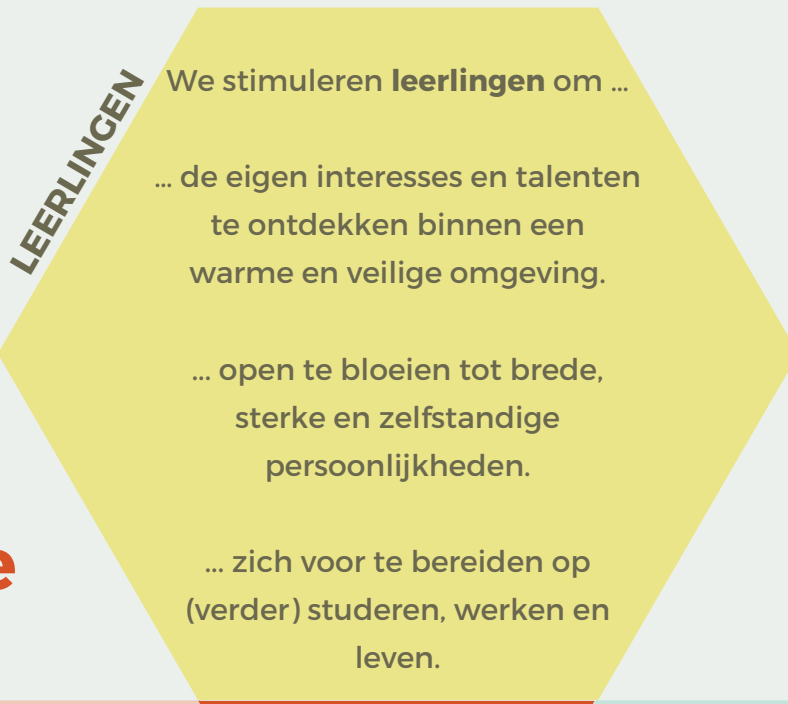 LEERLINGEN
We stimuleren leerlingen om ...
... de eigen interesses en talenten
te ontdekken binnen een
warme en veilige omgeving.
... open te bloeien tot brede,
sterke en zelfstandige
persoonlijkheden.
... zich voor te bereiden op
(verder) studeren, werken en
leven.
e